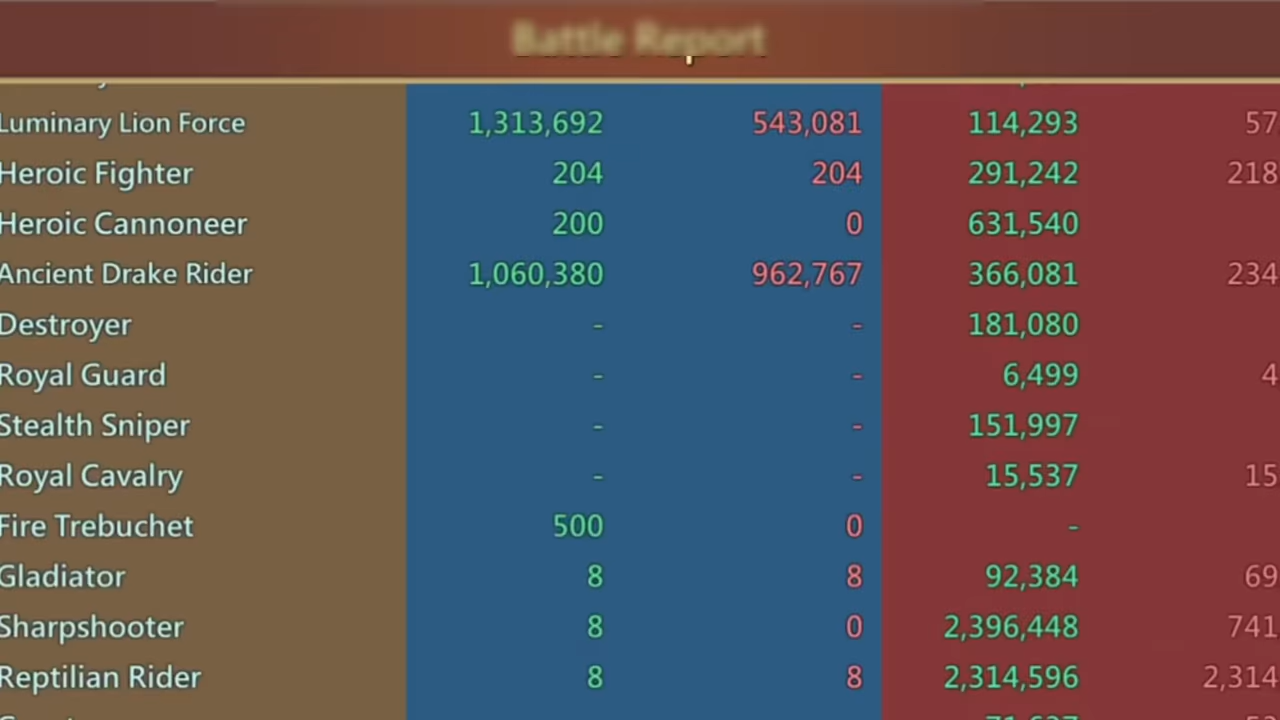 Battle Report
Luminary Lion Force 1,313,692 543,081 114,293 57
Heroic Fighter 204 204 291,242 218
Heroic Cannoneer 200 0 631,540
Ancient Drake Rider 1,060,380 962,767 366,081 234
Destroyer - - 181,080
Royal Guard - - 6,499 4
Stealth Sniper - - 151,997
Royal Cavalry - - 15,537 15
Fire Trebuchet 500 0 -
Gladiator 8 8 92,384 69
Sharpshooter 8 0 2,396,448 741
Reptilian Rider 8 8 2,314,596 2,314